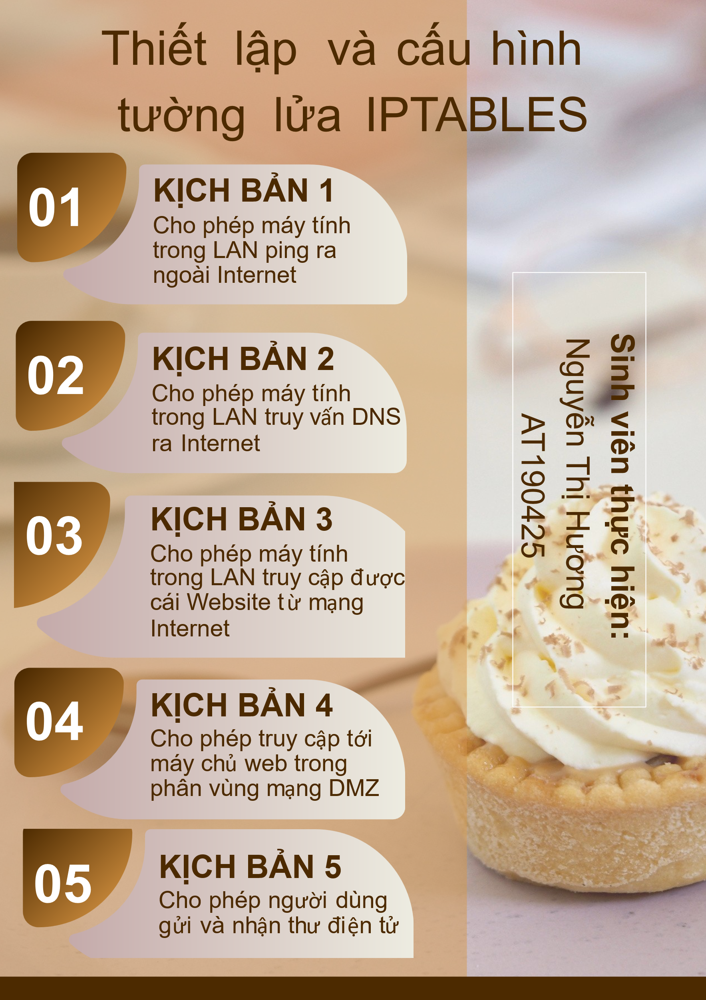 Thiết lập và cấu hình
tường lửa IPTABLES
01
KỊCH BẢN 1
Cho phép máy tính
trong LAN ping ra
ngoài Internet
02
KỊCH BẢN 2
Cho phép máy tính
trong LAN truy vấn DNS
ra Internet
03
KỊCH BẢN 3
Cho phép máy tính
trong LAN truy cập được
cái Website từ mạng
Internet
04
KỊCH BẢN 4
Cho phép truy cập tới
máy chủ web trong
phân vùng mạng DMZ
05
KỊCH BẢN 5
Cho phép người dùng
gửi và nhận thư điện tử
Sinh viên thực hiện:
Nguyễn Thị Hương
AT190425